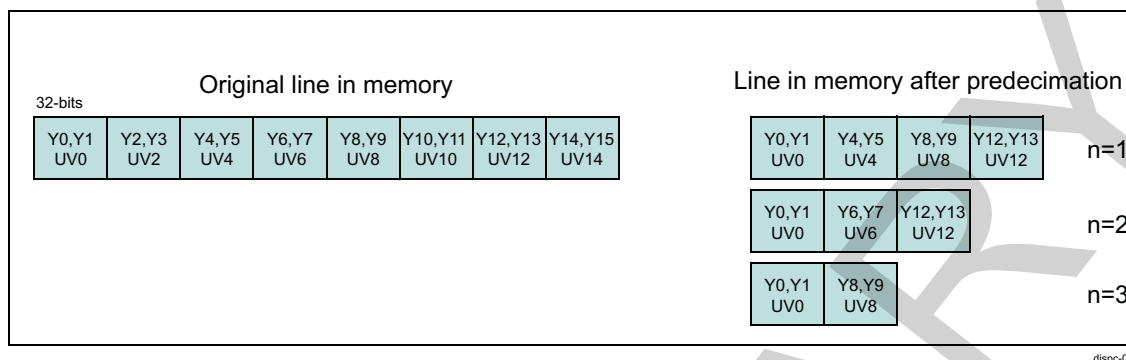 Original line in memory
Line in memory after predecimation
32-bits
Y0,Y1 Y2,Y3 Y4,Y5 Y6,Y7 Y8,Y9 Y10,Y11 Y12,Y13 Y14,Y15
UV0 UV2 UV4 UV6 UV8 UV10 UV12 UV14
Y0,Y1 Y4,Y5 Y8,Y9 Y12,Y13
UV0 UV4 UV8 UV12
n=1
Y0,Y1 Y6,Y7 Y12,Y13
UV0 UV6 UV12
n=2
Y0,Y1 Y8,Y9
UV0 UV8
n=3